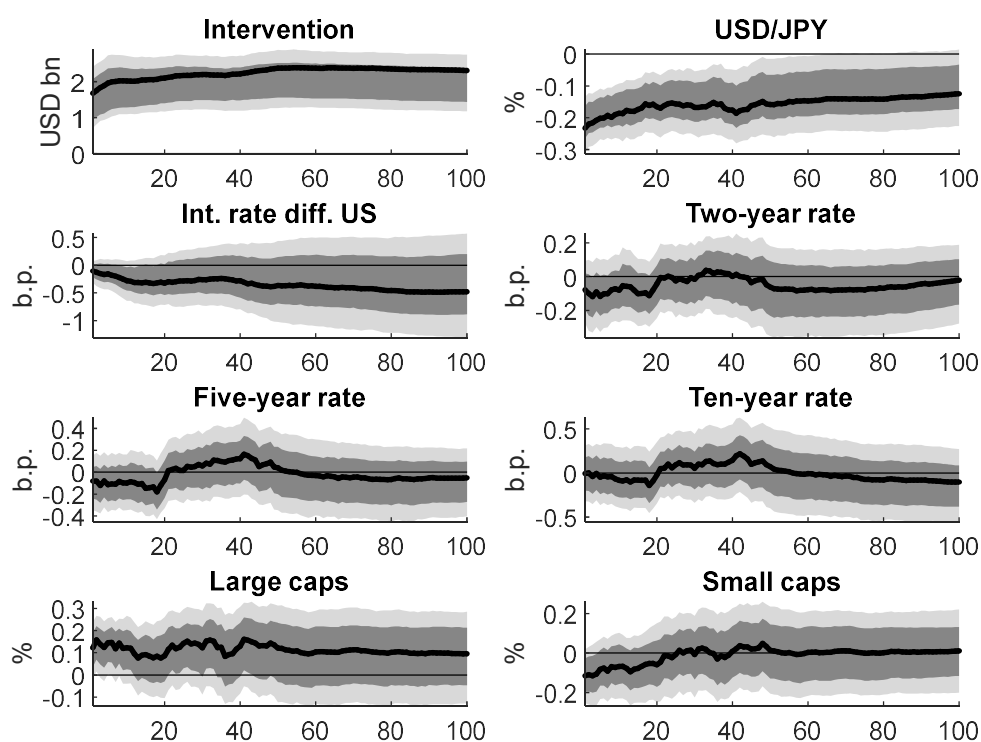 Intervention
USD bn
2
1
0
20 40 60 80 100
USD/JPY
%
0
-0.1
-0.2
-0.3
20 40 60 80 100
Int. rate diff. US
b.p.
0.5
0
-0.5
-1
20 40 60 80 100
Two-year rate
b.p.
0.2
0
-0.2
20 40 60 80 100
Five-year rate
b.p.
0.4
0.2
0
-0.2
-0.4
20 40 60 80 100
Ten-year rate
b.p.
0.5
0
-0.5
20 40 60 80 100
Large caps
%
0.3
0.2
0.1
0
-0.1
20 40 60 80 100
Small caps
%
0.2
0
-0.2
20 40 60 80 100